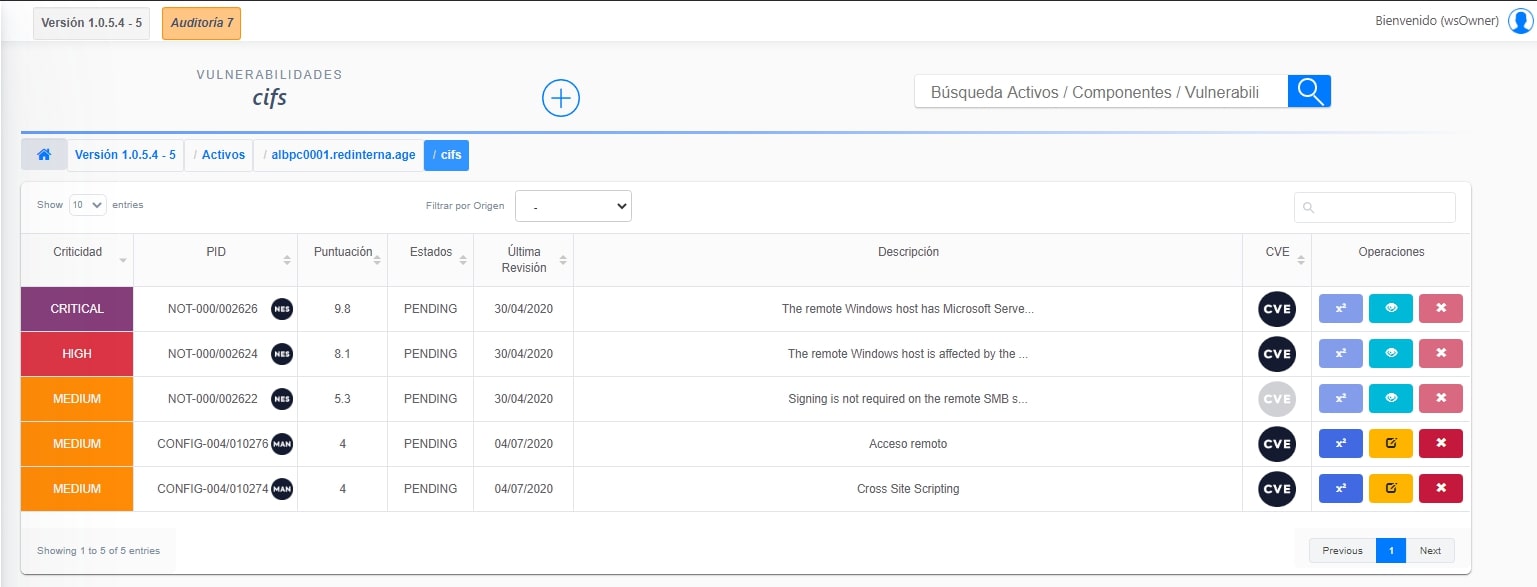 Versión 1.0.5.4 - 5 Auditoría 7 Bienvenido (wsOwner)
VULNERABILIDADES
cifs
Búsqueda Activos / Componentes / Vulnerabili
Versión 1.0.5.4 - 5 / Activos / albpc0001.redinterna.age / cifs
Show 10 entries Filtrar por Origen -
Criticidad PID Puntuación Estados Última Revisión Descripción CVE Operaciones
CRITICAL NOT-000/002626 NES 9.8 PENDING 30/04/2020 The remote Windows host has Microsoft Serve... CVE x²
HIGH NOT-000/002624 NES 8.1 PENDING 30/04/2020 The remote Windows host is affected by the ... CVE x²
MEDIUM NOT-000/002622 NES 5.3 PENDING 30/04/2020 Signing is not required on the remote SMB s... CVE x²
MEDIUM CONFIG-004/010276 MAN 4 PENDING 04/07/2020 Acceso remoto CVE x²
MEDIUM CONFIG-004/010274 MAN 4 PENDING 04/07/2020 Cross Site Scripting CVE x²
Showing 1 to 5 of 5 entries Previous 1 Next